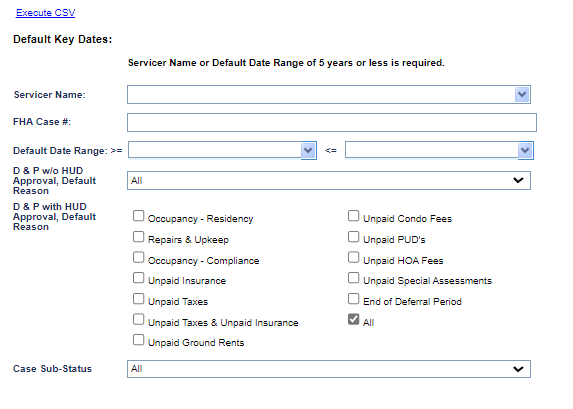 Execute CSV
Default Key Dates:
Servicer Name or Default Date Range of 5 years or less is required.
Servicer Name:
FHA Case #:
Default Date Range: >= <=
D & P w/o HUD
Approval, Default
Reason
All
D & P with HUD
Approval, Default
Reason
Occupancy - Residency
Unpaid Condo Fees
Repairs & Upkeep
Unpaid PUD's
Occupancy - Compliance
Unpaid HOA Fees
Unpaid Insurance
Unpaid Special Assessments
Unpaid Taxes
End of Deferral Period
Unpaid Taxes & Unpaid Insurance
All
Unpaid Ground Rents
Case Sub-Status
All